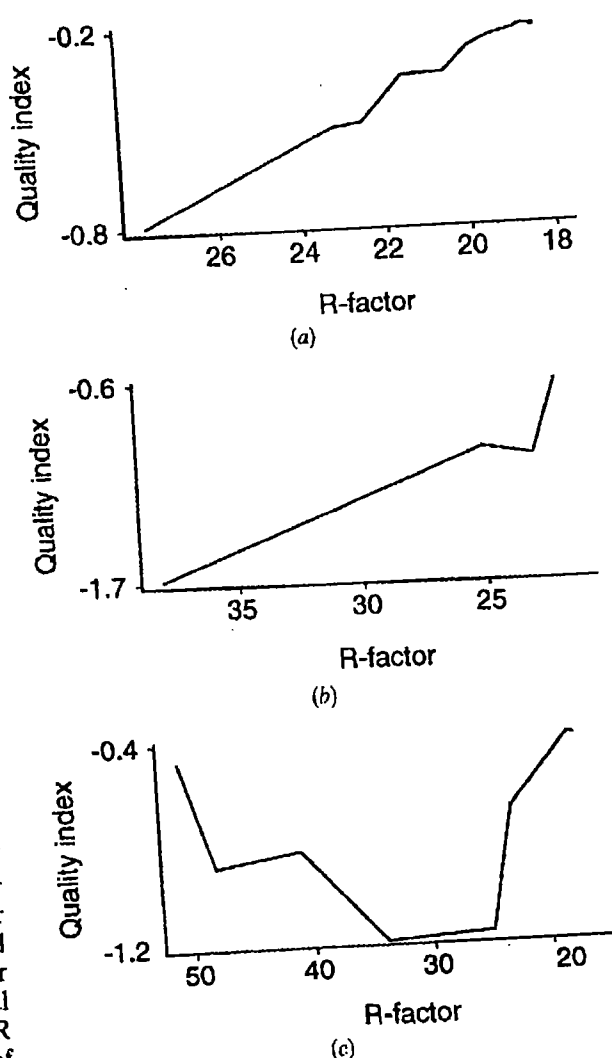 -0.2
Quality index
-0.8
26 24 22 20 18
R-factor
(a)
-0.6
Quality index
-1.7
35 30 25
R-factor
(b)
-0.4
Quality index
-1.2
50 40 30 20
R-factor
(c)